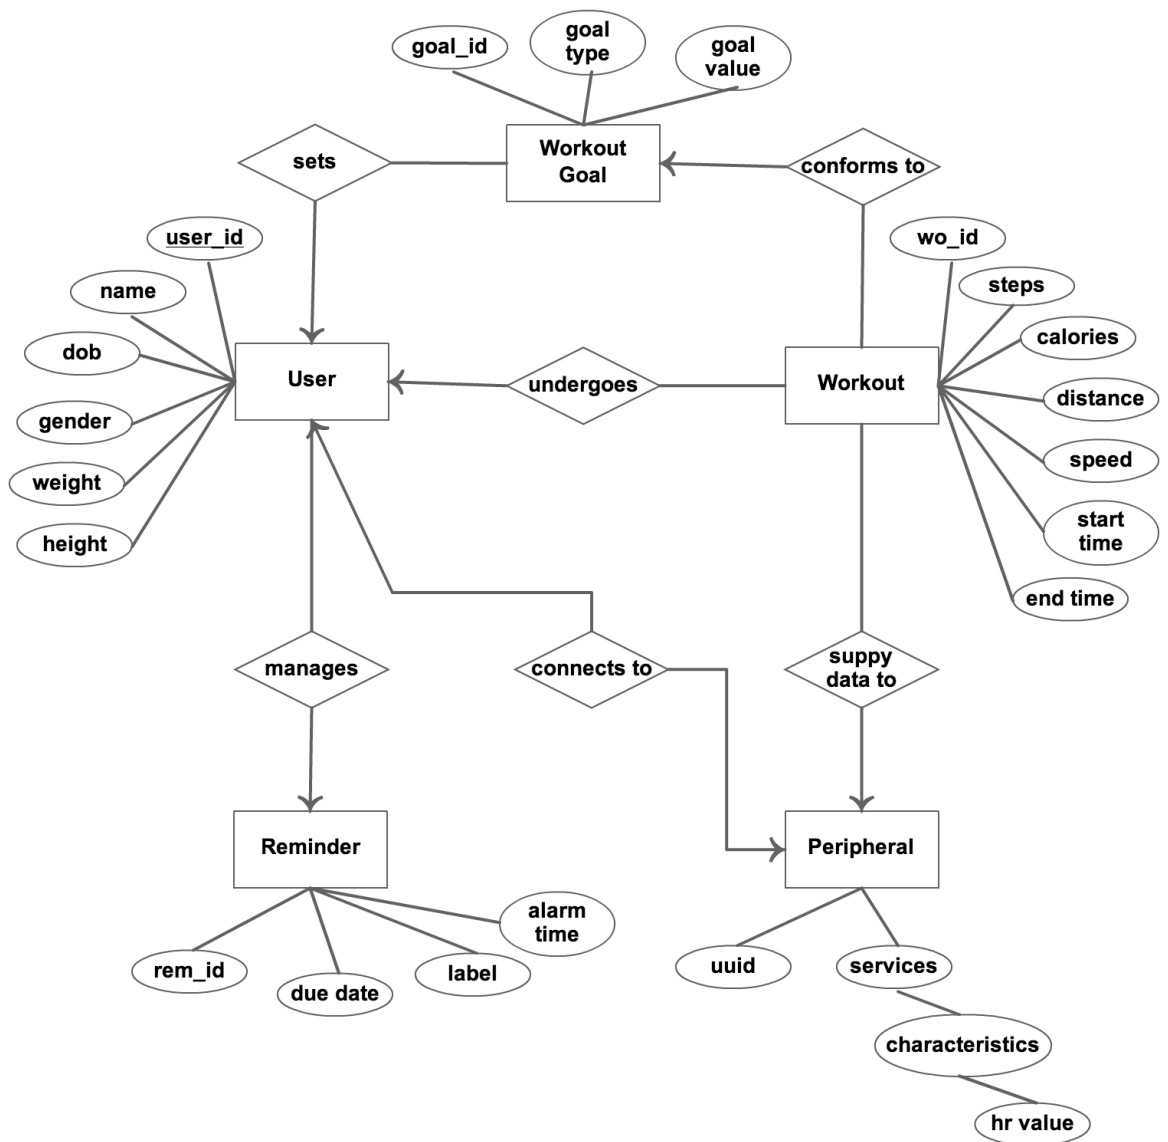 goal_id
goal
type
goal
value
Workout
Goal
sets
conforms to
user_id
wo_id
name
steps
dob
calories
User
undergoes
Workout
distance
gender
speed
weight
start
time
height
end time
manages
connects to
suppy
data to
Reminder
Peripheral
alarm
time
rem_id
due date
label
uuid
services
characteristics
hr value